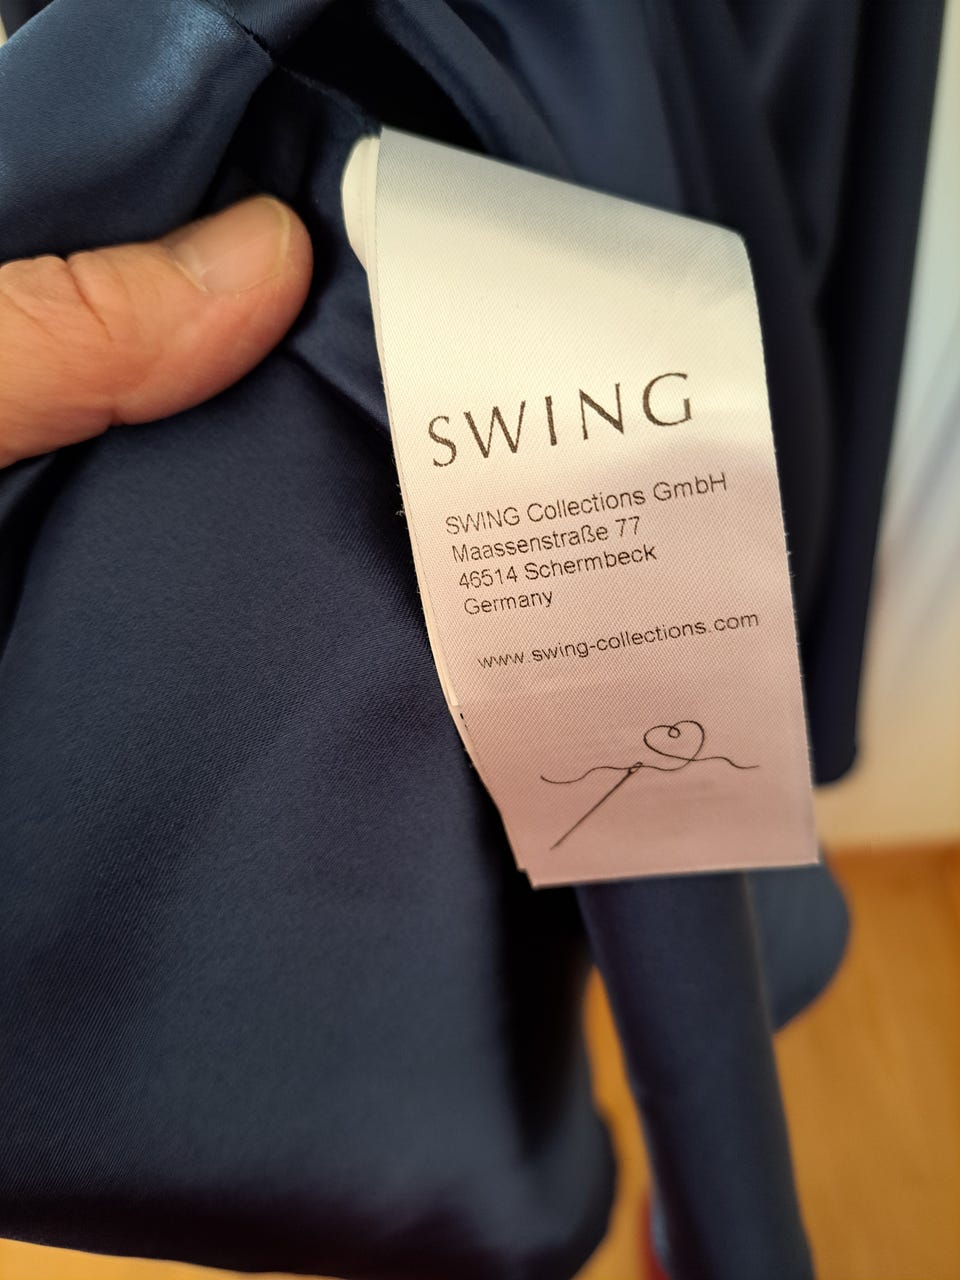 SWING
SWING Collections GmbH
Maassenstraße 77
46514 Schermbeck
Germany
www.swing-collections.com